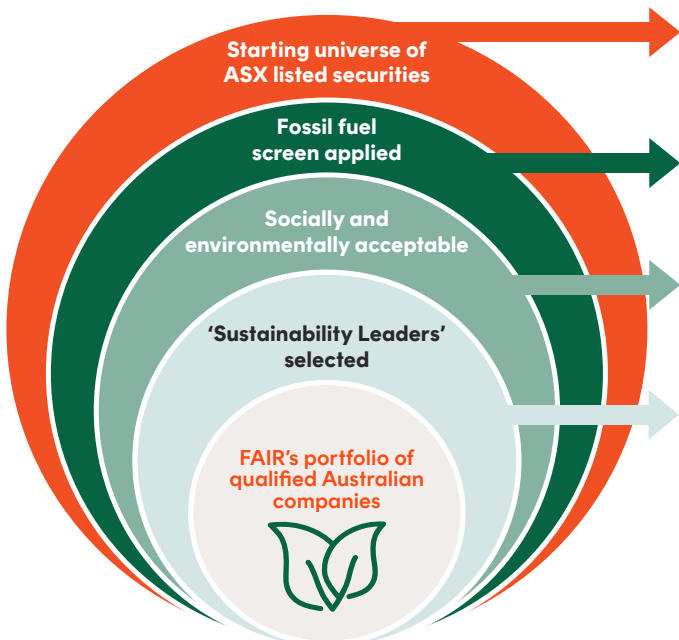 Starting universe of
ASX listed securities
Fossil fuel
screen applied
Socially and
environmentally acceptable
‘Sustainability Leaders’
selected
FAIR’s portfolio of
qualified Australian
companies